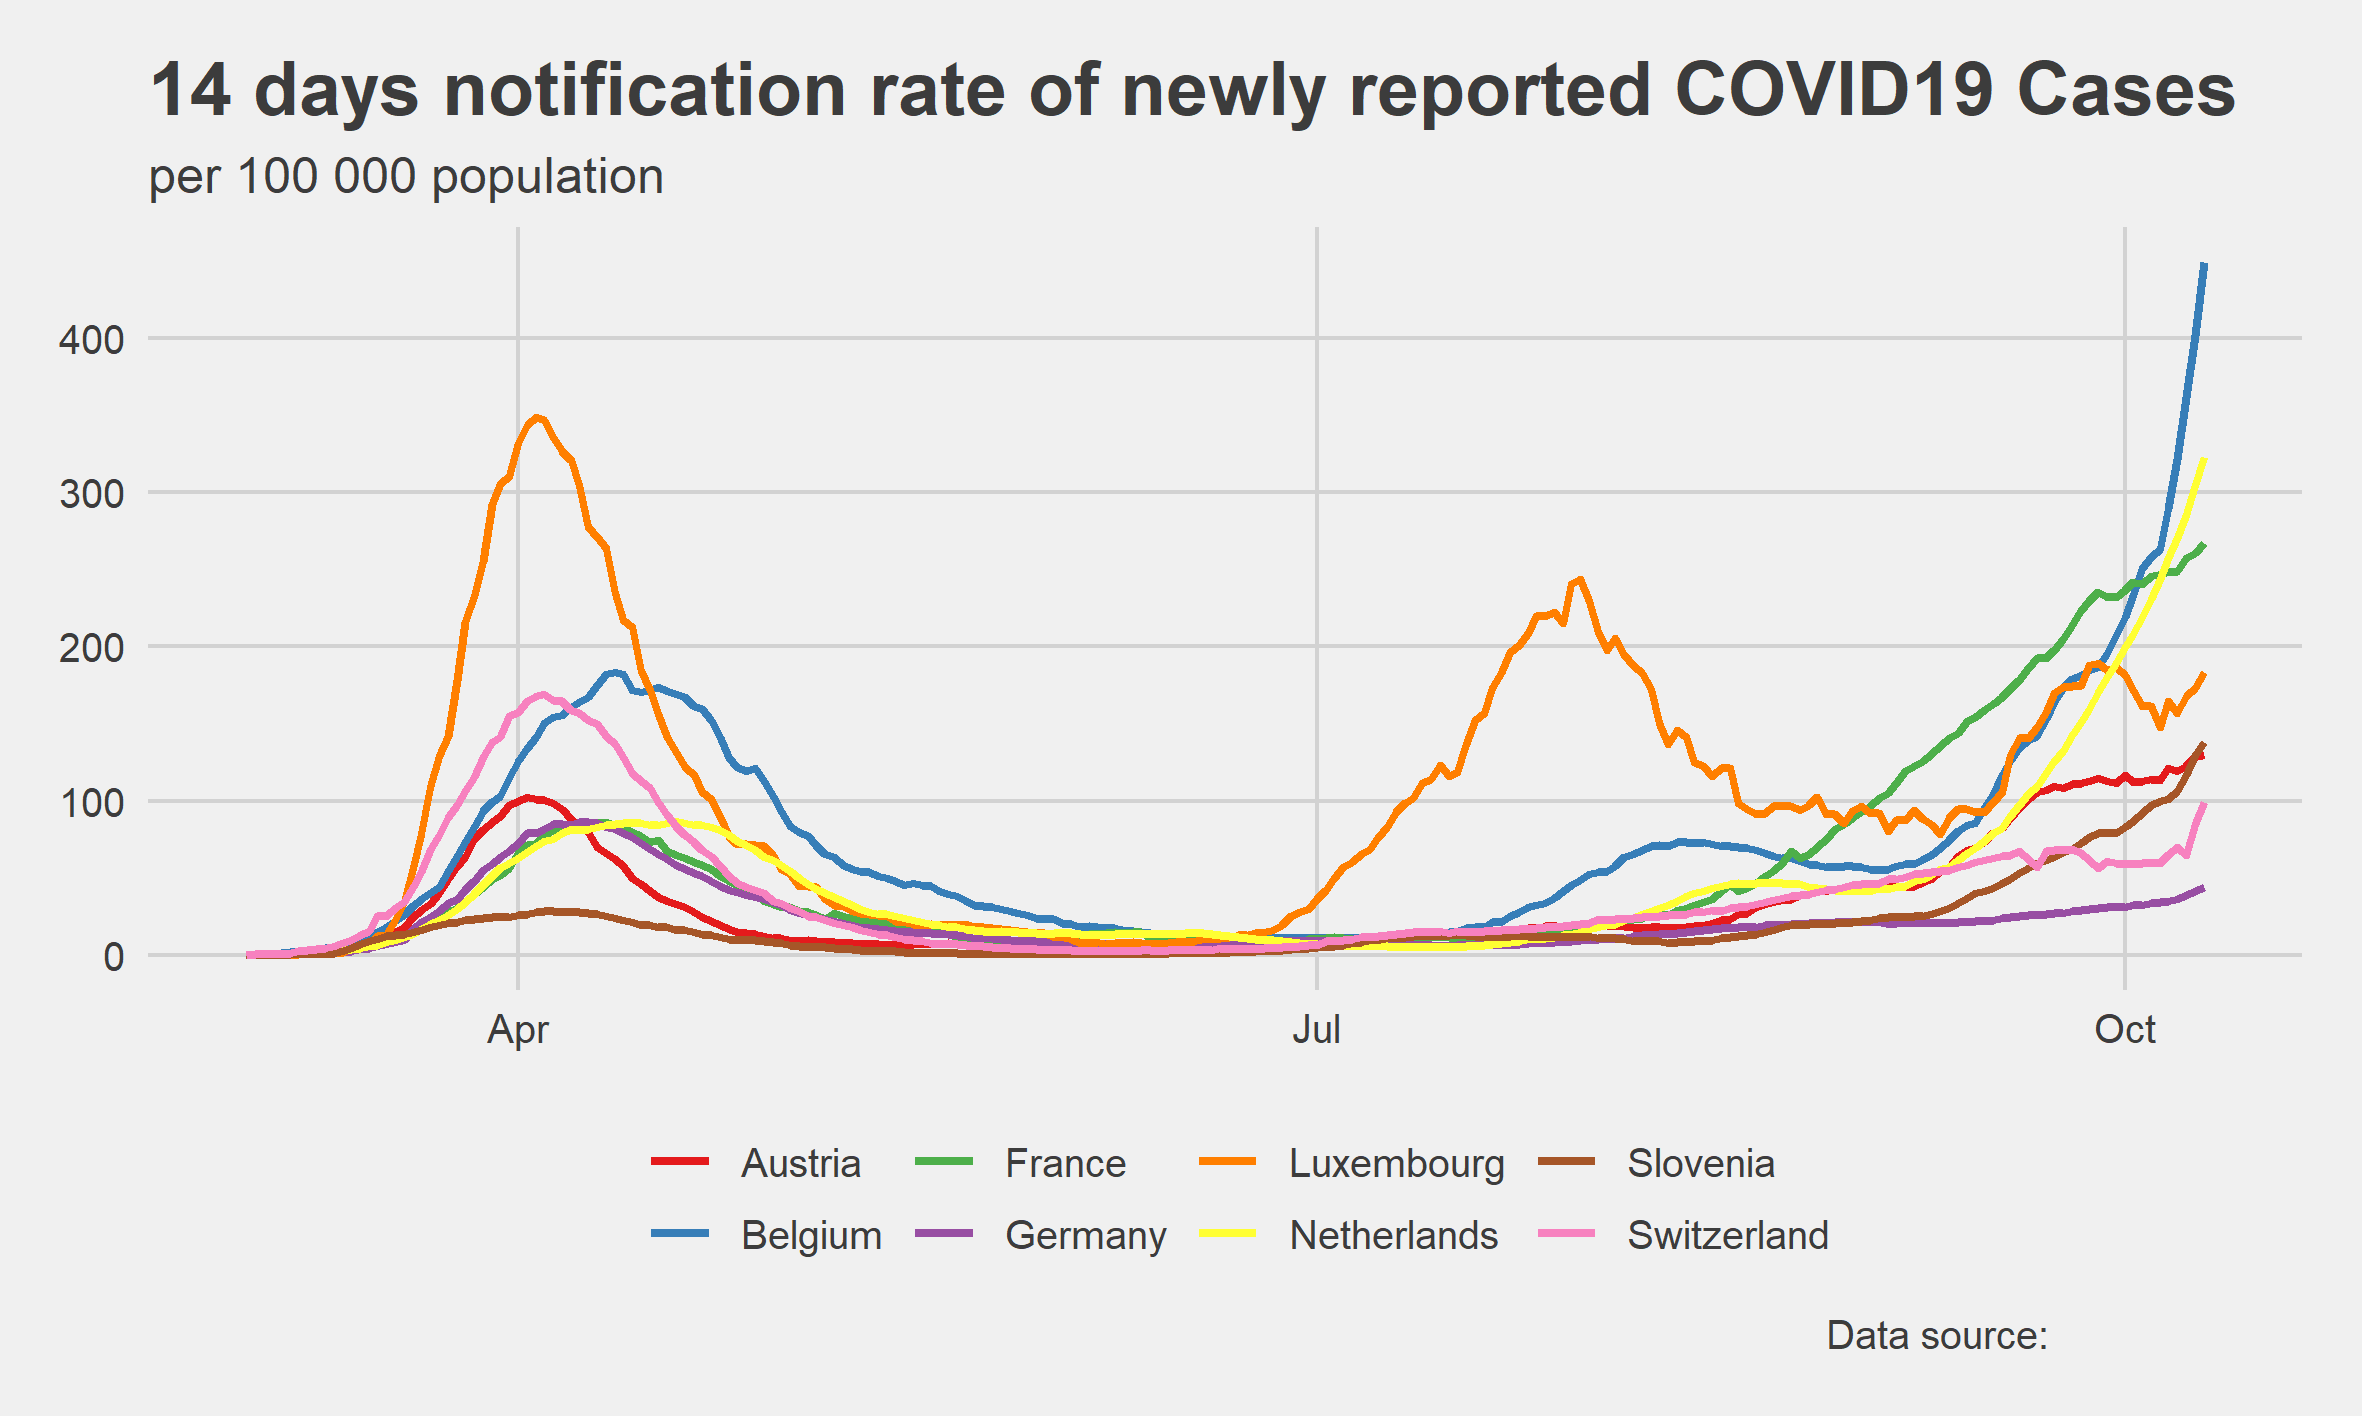 14 days notification rate of newly reported COVID19 Cases
per 100 000 population
400
300
200
100
0
Apr Jul Oct
Austria France Luxembourg Slovenia
Belgium Germany Netherlands Switzerland
Data source: